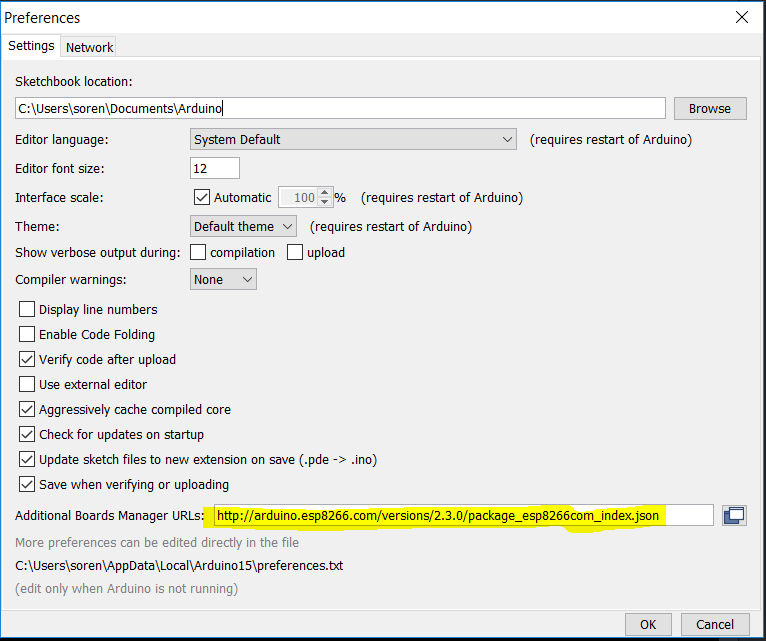 Preferences
Settings Network
Sketchbook location:
C:\Users\soren\Documents\Arduino Browse
Editor language: System Default (requires restart of Arduino)
Editor font size: 12
Interface scale: Automatic 100 % (requires restart of Arduino)
Theme: Default theme (requires restart of Arduino)
Show verbose output during: compilation upload
Compiler warnings: None
Display line numbers
Enable Code Folding
Verify code after upload
Use external editor
Aggressively cache compiled core
Check for updates on startup
Update sketch files to new extension on save (.pde -> .ino)
Save when verifying or uploading
Additional Boards Manager URLs: http://arduino.esp8266.com/versions/2.3.0/package_esp8266com_index.json
More preferences can be edited directly in the file
C:\Users\soren\AppData\Local\Arduino15\preferences.txt
(edit only when Arduino is not running)
OK Cancel